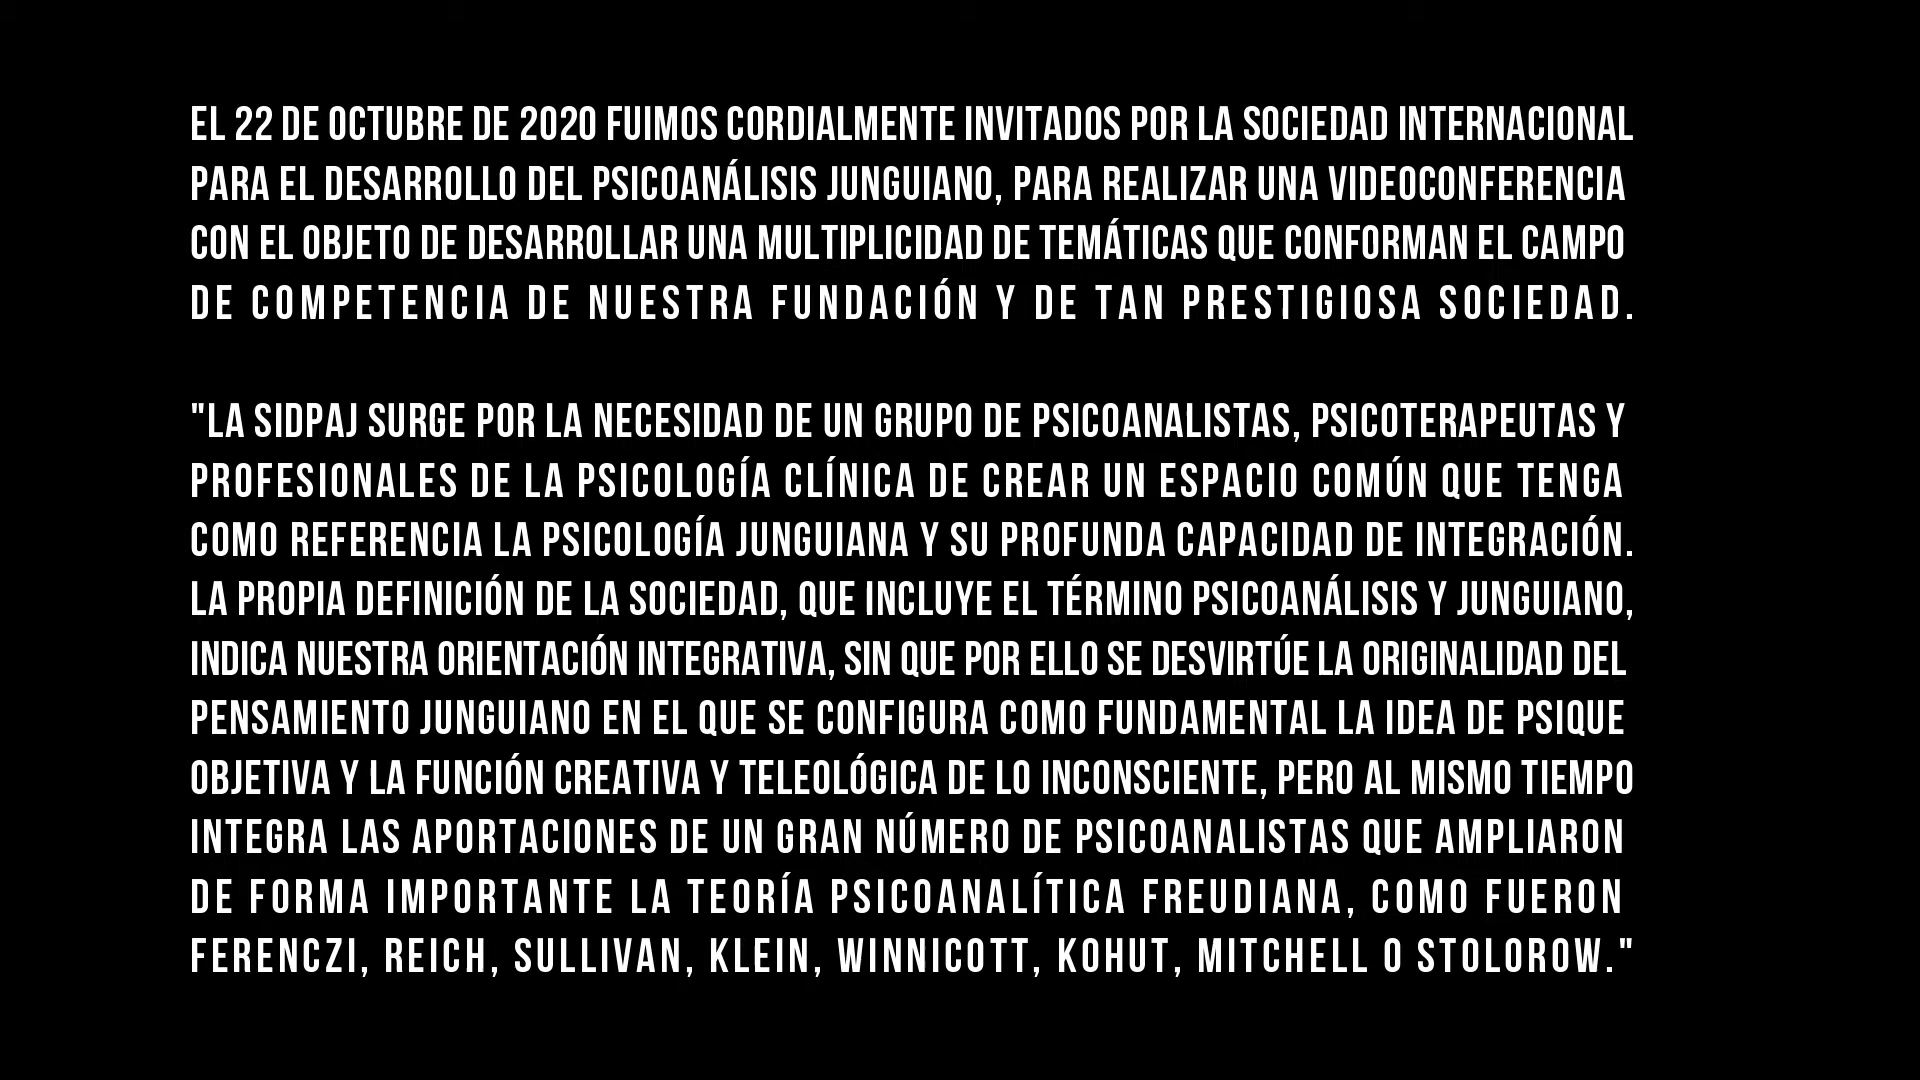 EL 22 DE OCTUBRE DE 2020 FUIMOS CORDIALMENTE INVITADOS POR LA SOCIEDAD INTERNACIONAL
PARA EL DESARROLLO DEL PSICOANÁLISIS JUNGUIANO, PARA REALIZAR UNA VIDEOCONFERENCIA
CON EL OBJETO DE DESARROLLAR UNA MULTIPLICIDAD DE TEMÁTICAS QUE CONFORMAN EL CAMPO
DE COMPETENCIA DE NUESTRA FUNDACIÓN Y DE TAN PRESTIGIOSA SOCIEDAD.
"LA SIDPAJ SURGE POR LA NECESIDAD DE UN GRUPO DE PSICOANALISTAS, PSICOTERAPEUTAS Y
PROFESIONALES DE LA PSICOLOGÍA CLÍNICA DE CREAR UN ESPACIO COMÚN QUE TENGA
COMO REFERENCIA LA PSICOLOGÍA JUNGUIANA Y SU PROFUNDA CAPACIDAD DE INTEGRACIÓN.
LA PROPIA DEFINICIÓN DE LA SOCIEDAD, QUE INCLUYE EL TÉRMINO PSICOANÁLISIS Y JUNGUIANO,
INDICA NUESTRA ORIENTACIÓN INTEGRATIVA, SIN QUE POR ELLO SE DESVIRTÚE LA ORIGINALIDAD DEL
PENSAMIENTO JUNGUIANO EN EL QUE SE CONFIGURA COMO FUNDAMENTAL LA IDEA DE PSIQUE
OBJETIVA Y LA FUNCIÓN CREATIVA Y TELEOLÓGICA DE LO INCONSCIENTE, PERO AL MISMO TIEMPO
INTEGRA LAS APORTACIONES DE UN GRAN NÚMERO DE PSICOANALISTAS QUE AMPLIARON
DE FORMA IMPORTANTE LA TEORÍA PSICOANALÍTICA FREUDIANA, COMO FUERON
FERENCZI, REICH, SULLIVAN, KLEIN, WINNICOTT, KOHUT, MITCHELL O STOLOROW."